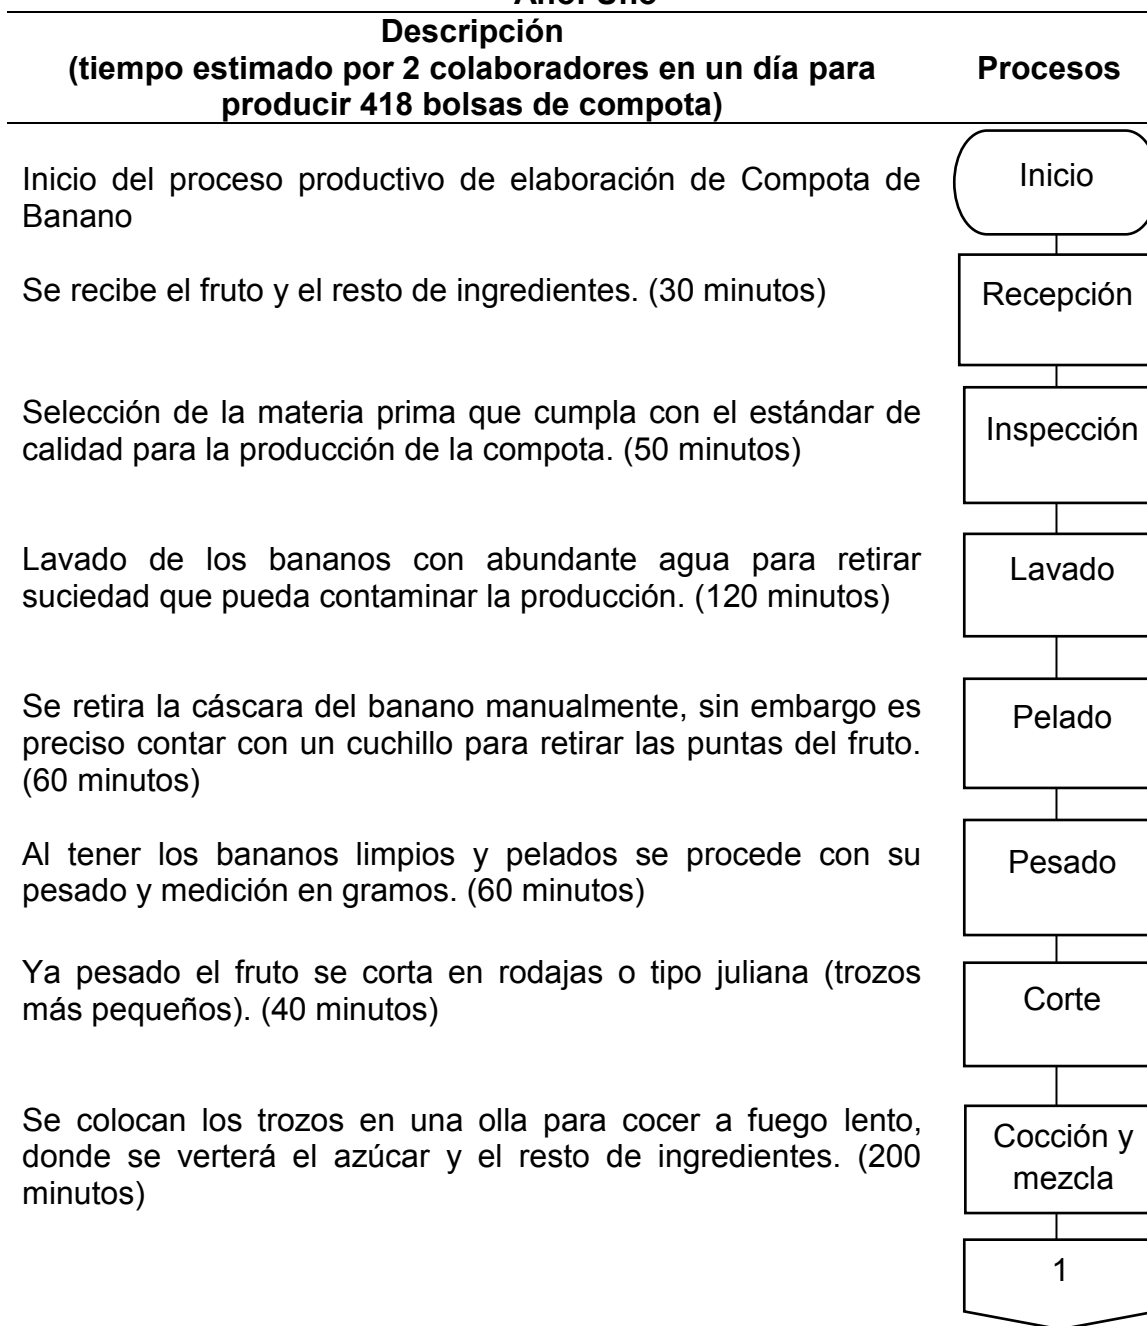 Año: Uno
Descripción
(tiempo estimado por 2 colaboradores en un día para
producir 418 bolsas de compota)
Procesos
Inicio del proceso productivo de elaboración de Compota de
Banano
Inicio
Se recibe el fruto y el resto de ingredientes. (30 minutos)
Recepción
Selección de la materia prima que cumpla con el estándar de
calidad para la producción de la compota. (50 minutos)
Inspección
Lavado de los bananos con abundante agua para retirar
suciedad que pueda contaminar la producción. (120 minutos)
Lavado
Se retira la cáscara del banano manualmente, sin embargo es
preciso contar con un cuchillo para retirar las puntas del fruto.
(60 minutos)
Pelado
Al tener los bananos limpios y pelados se procede con su
pesado y medición en gramos. (60 minutos)
Pesado
Ya pesado el fruto se corta en rodajas o tipo juliana (trozos
más pequeños). (40 minutos)
Corte
Se colocan los trozos en una olla para cocer a fuego lento,
donde se verterá el azúcar y el resto de ingredientes. (200
minutos)
Cocción y
mezcla
1